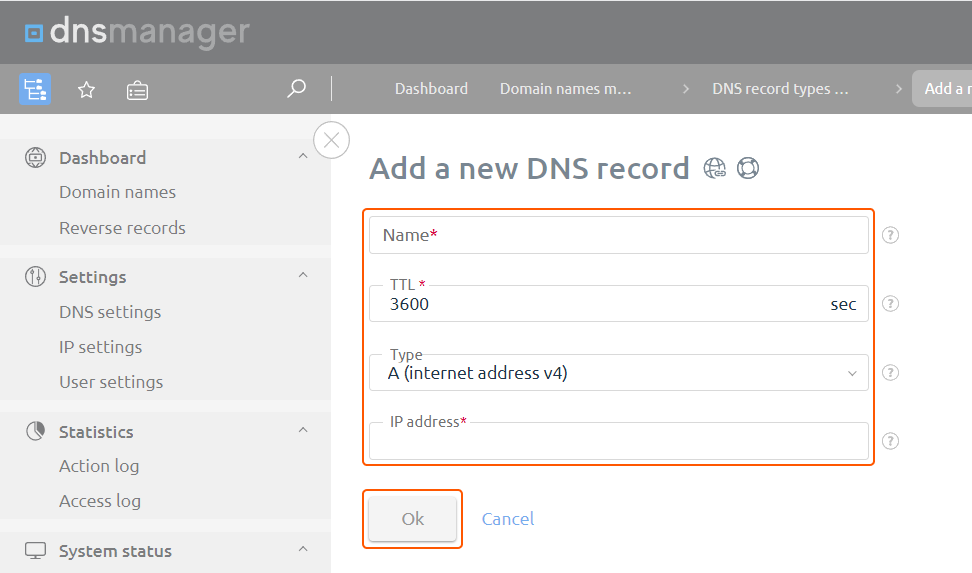 dnsmanager
Dashboard
Domain names m...
DNS record types ...
Add a
Dashboard
Domain names
Reverse records
Settings
DNS settings
IP settings
User settings
Statistics
Action log
Access log
System status
Add a new DNS record
Name*
?
TTL *
3600
sec
?
Type
A (internet address v4)
?
IP address*
?
Ok
Cancel